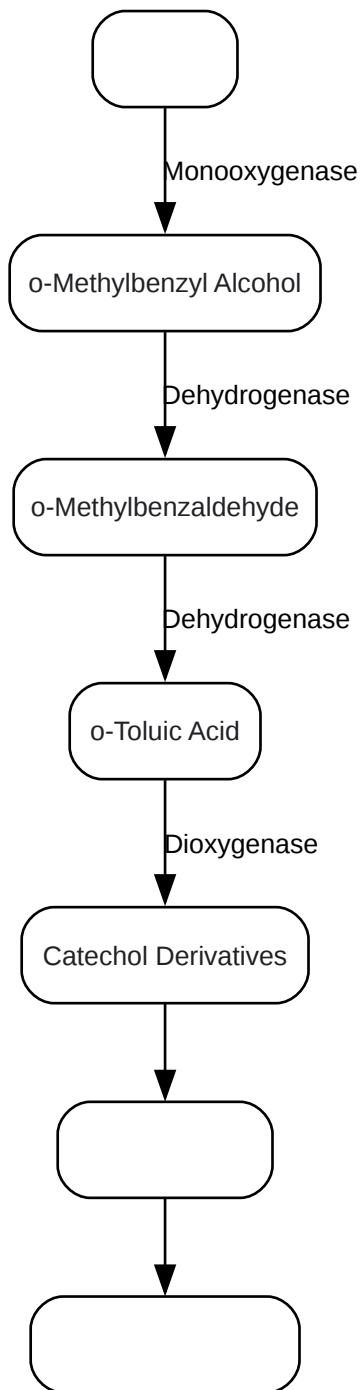 Monooxygenase
o-Methylbenzyl Alcohol
Dehydrogenase
o-Methylbenzaldehyde
Dehydrogenase
o-Toluic Acid
Dioxygenase
Catechol Derivatives